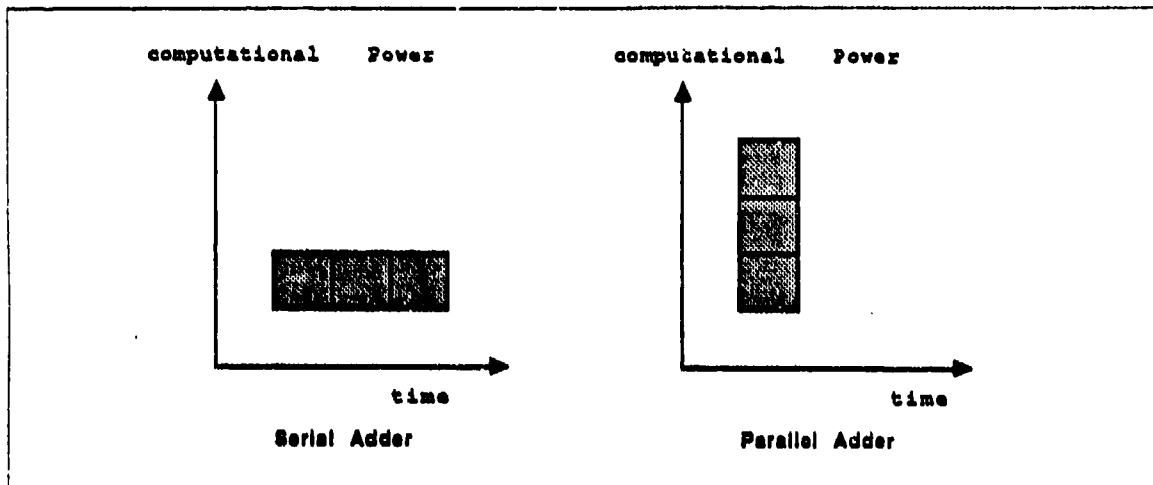 computational Power
computational Power
time
time
Serial Adder
Parallel Adder